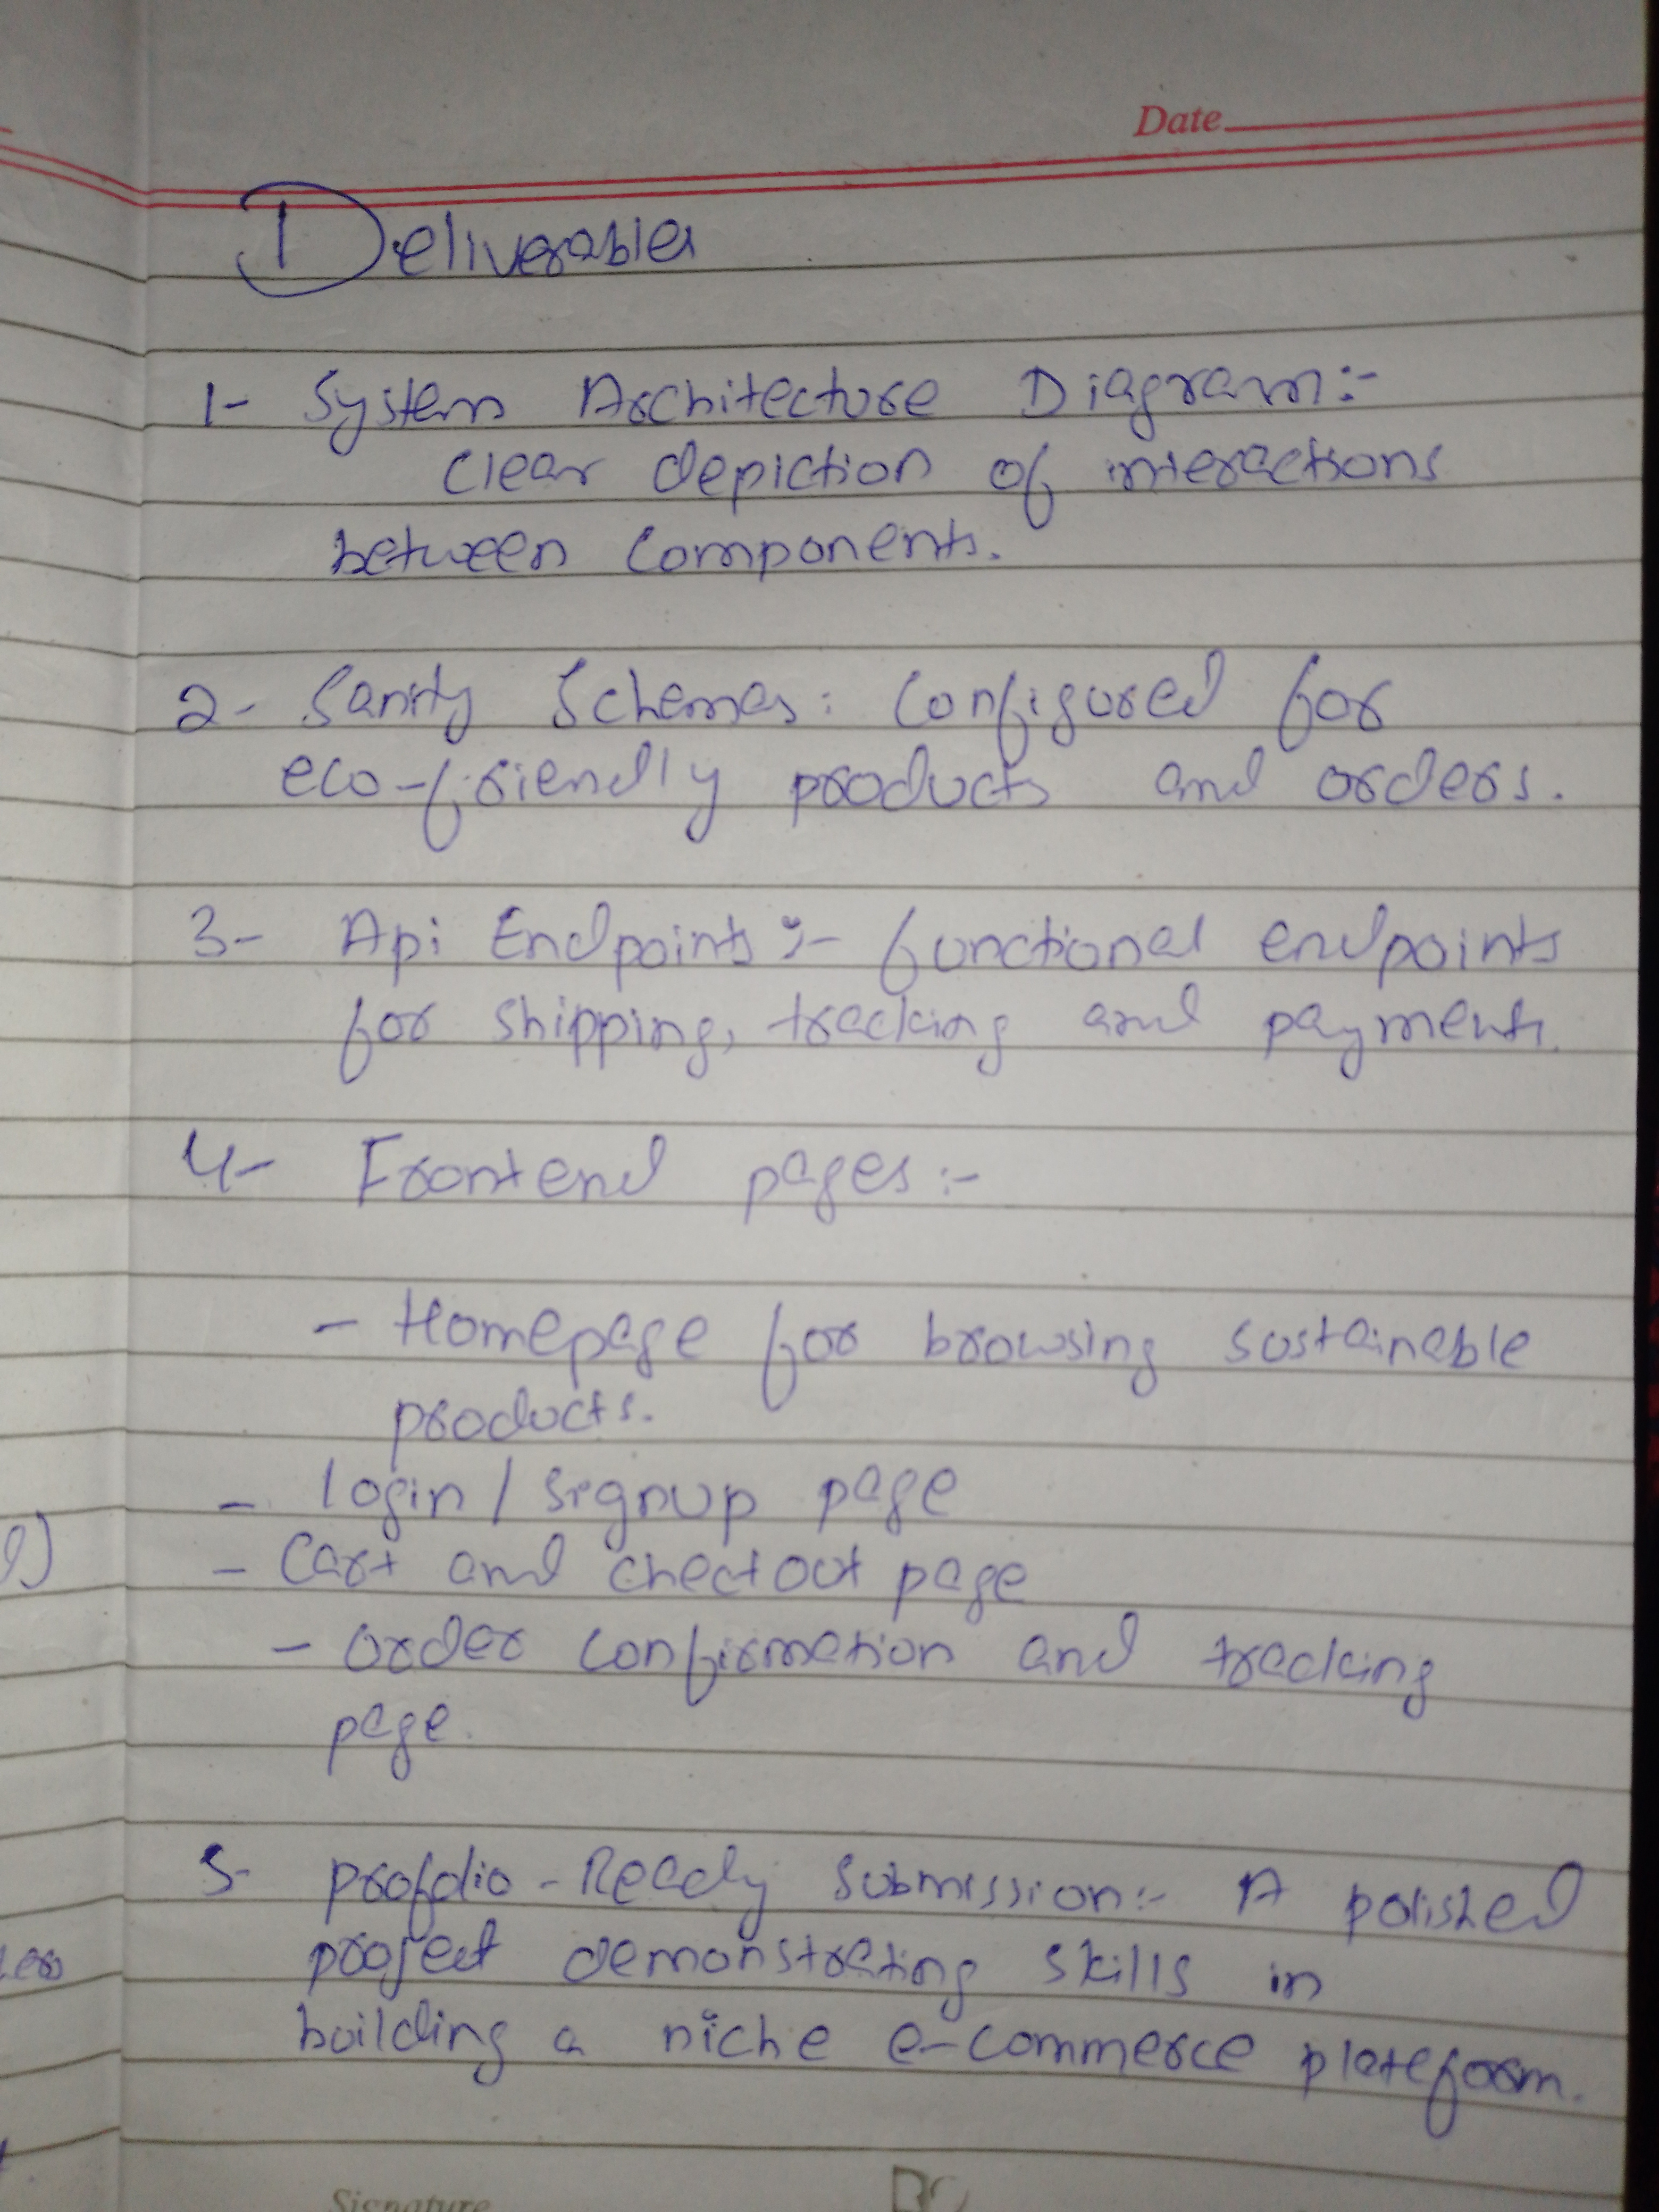 Date
Deliverables
1- System Architecture Diagram:-
clear depiction of interactions
between Components.
2- Sanity Schemas: Configured for
eco-friendly products and orders.
3- Api Endpoints:- functional endpoints
for shipping, tracking and payments.
4- Frontend pages:-
- Homepage for browsing sustainable
products.
- login / signup page
- Cart and checkout page
- order confirmation and tracking
page.
5- profolio-Ready submission:- A polished
project demonstrating skills in
building a niche e-commerce plateform.
Signature